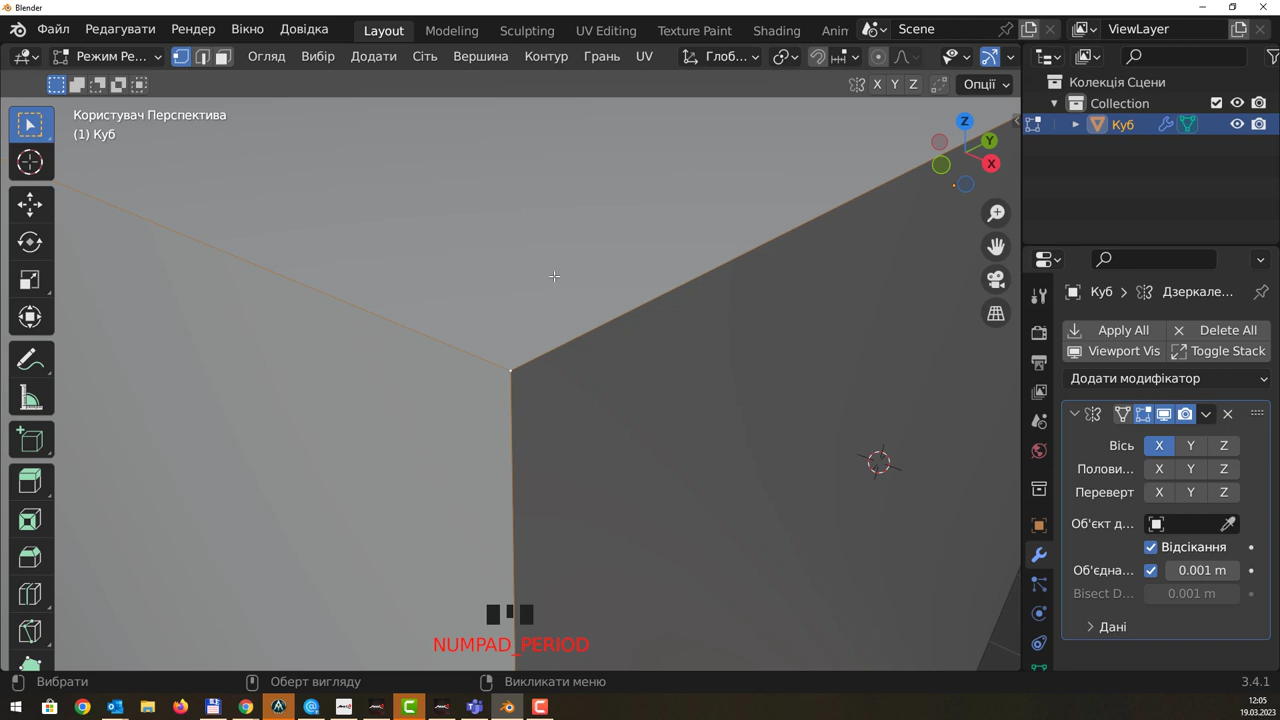 Blender
Файл Редагувати Рендер Вікно Довідка Layout Modeling Sculpting UV Editing Texture Paint Shading Anin Scene ViewLayer
Режим Ре... Огляд Вибір Додати Сіть Вершина Контур Грань UV Глоб...
X Y Z Опції
Користувач Перспектива
(1) Куб
Z
Y
X
NUMPAD_PERIOD
Колекція Сцени
Collection
Куб
Куб Дзеркале...
Apply All Delete All
Viewport Vis Toggle Stack
Додати модифікатор
Вісь X Y Z
Полови... X Y Z
Переверт X Y Z
Об'єкт д...
Відсікання
Об'єдна... 0.001 m
Bisect D... 0.001 m
Дані
Вибрати Оберт вигляду Викликати меню 3.4.1
12:05
19.03.2023